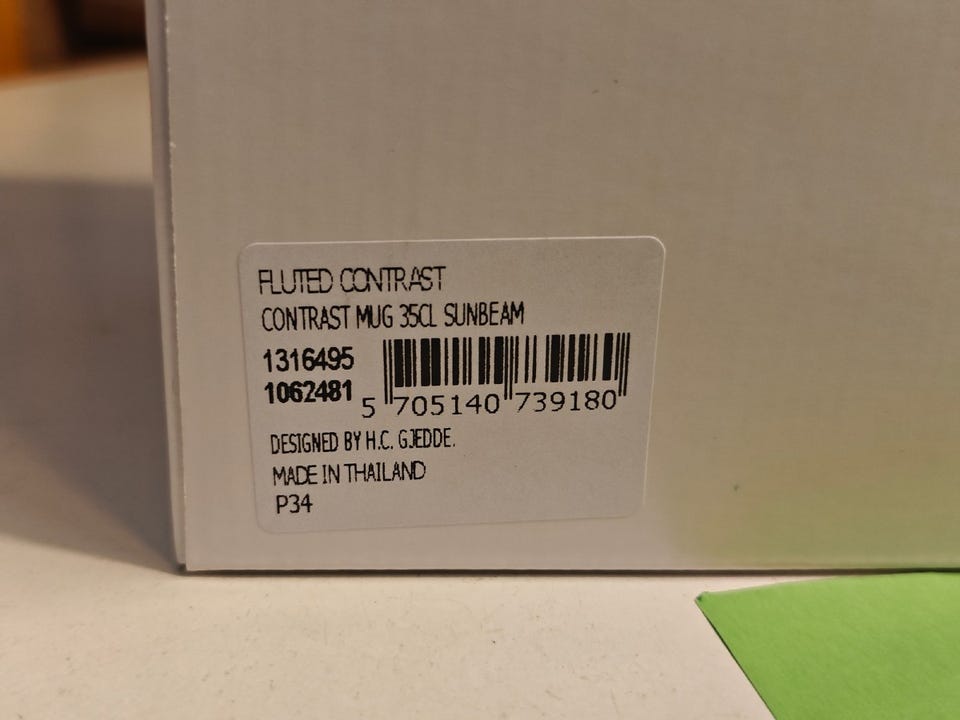 FLUTED CONTRAST
CONTRAST MUG 35CL SUNBEAM
1316495
1062481
5 705140 739180
DESIGNED BY H.C. GJEDDE.
MADE IN THAILAND
P34